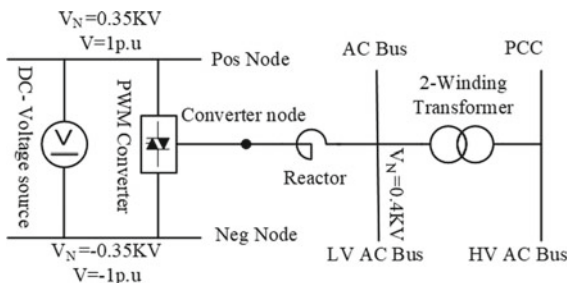 V_N=0.35KV
V=1p.u
Pos Node
AC Bus
PCC
DC- Voltage source
V
PWM Converter
Converter node
2-Winding
Transformer
Reactor
V_N=0.4KV
Neg Node
V_N=-0.35KV
V=-1p.u
LV AC Bus
HV AC Bus